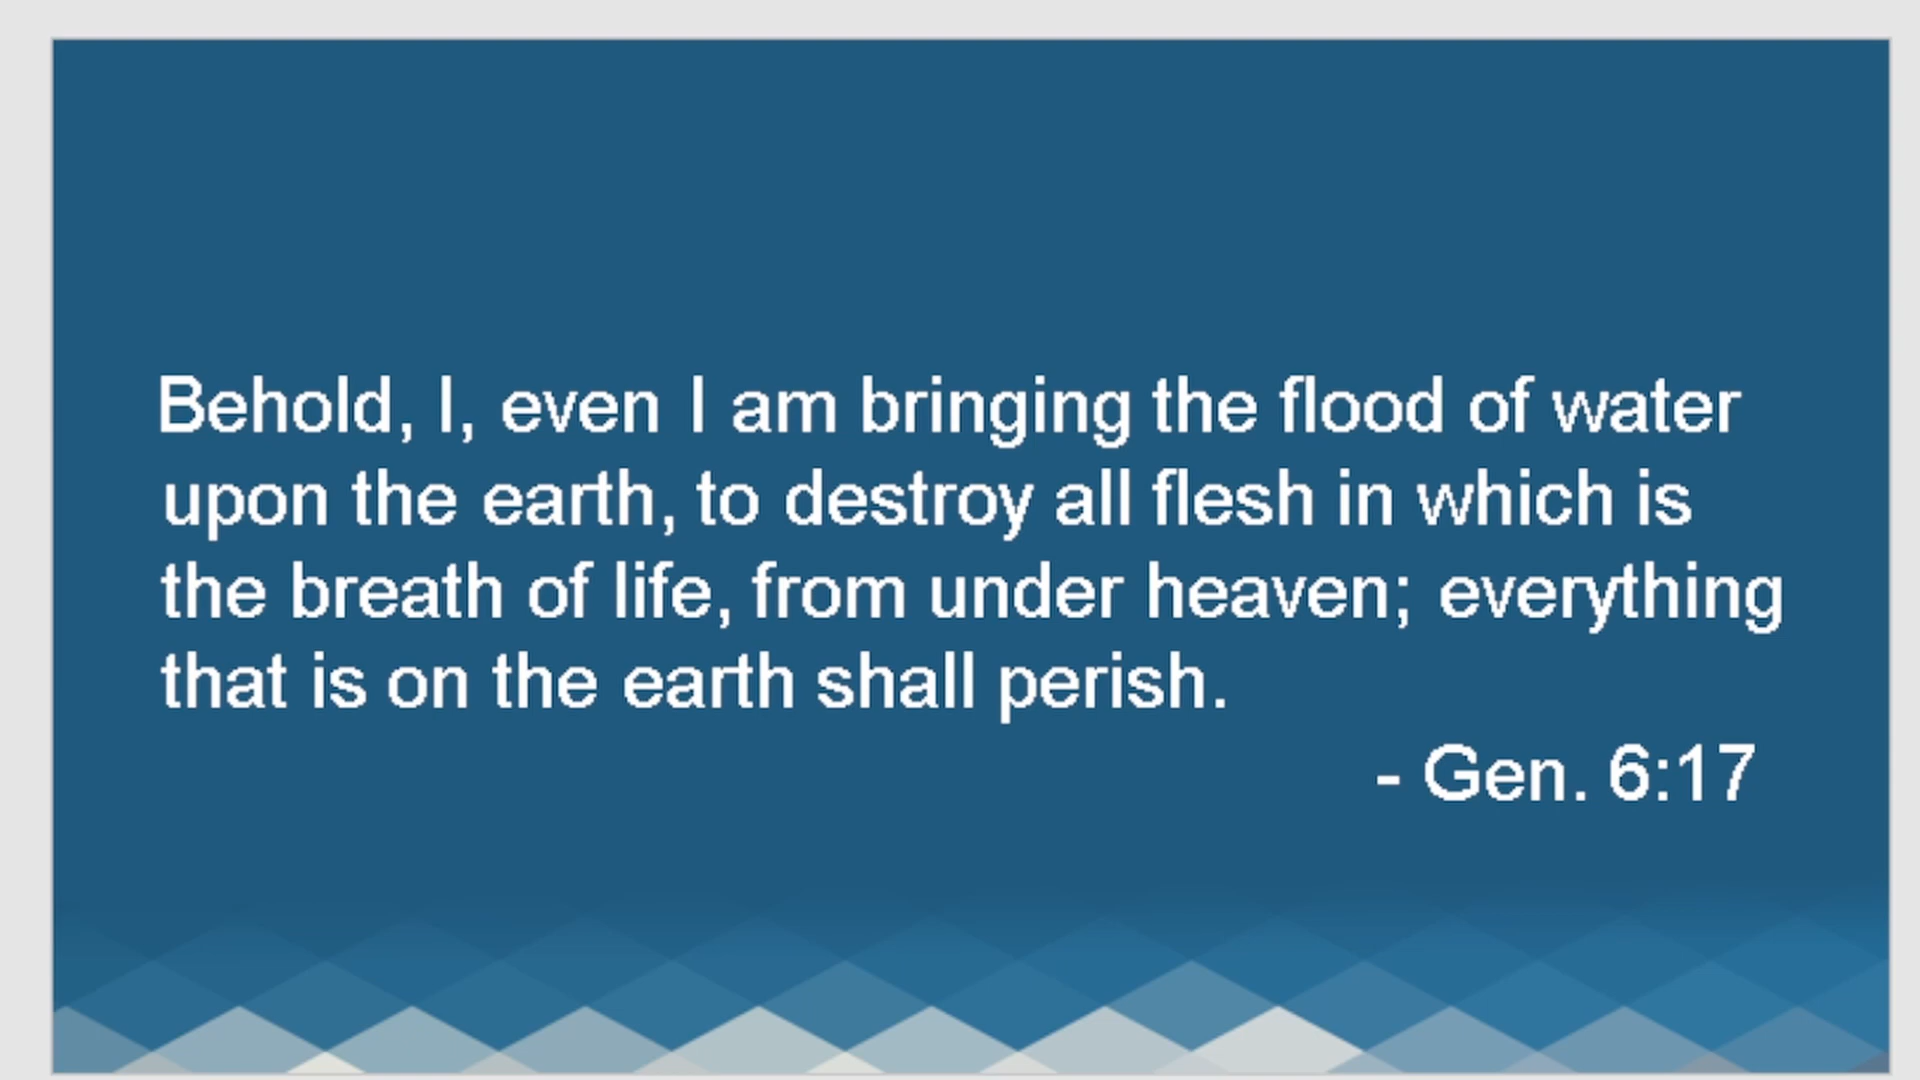 Behold, I, even I am bringing the flood of water
upon the earth, to destroy all flesh in which is
the breath of life, from under heaven; everything
that is on the earth shall perish.
- Gen. 6:17